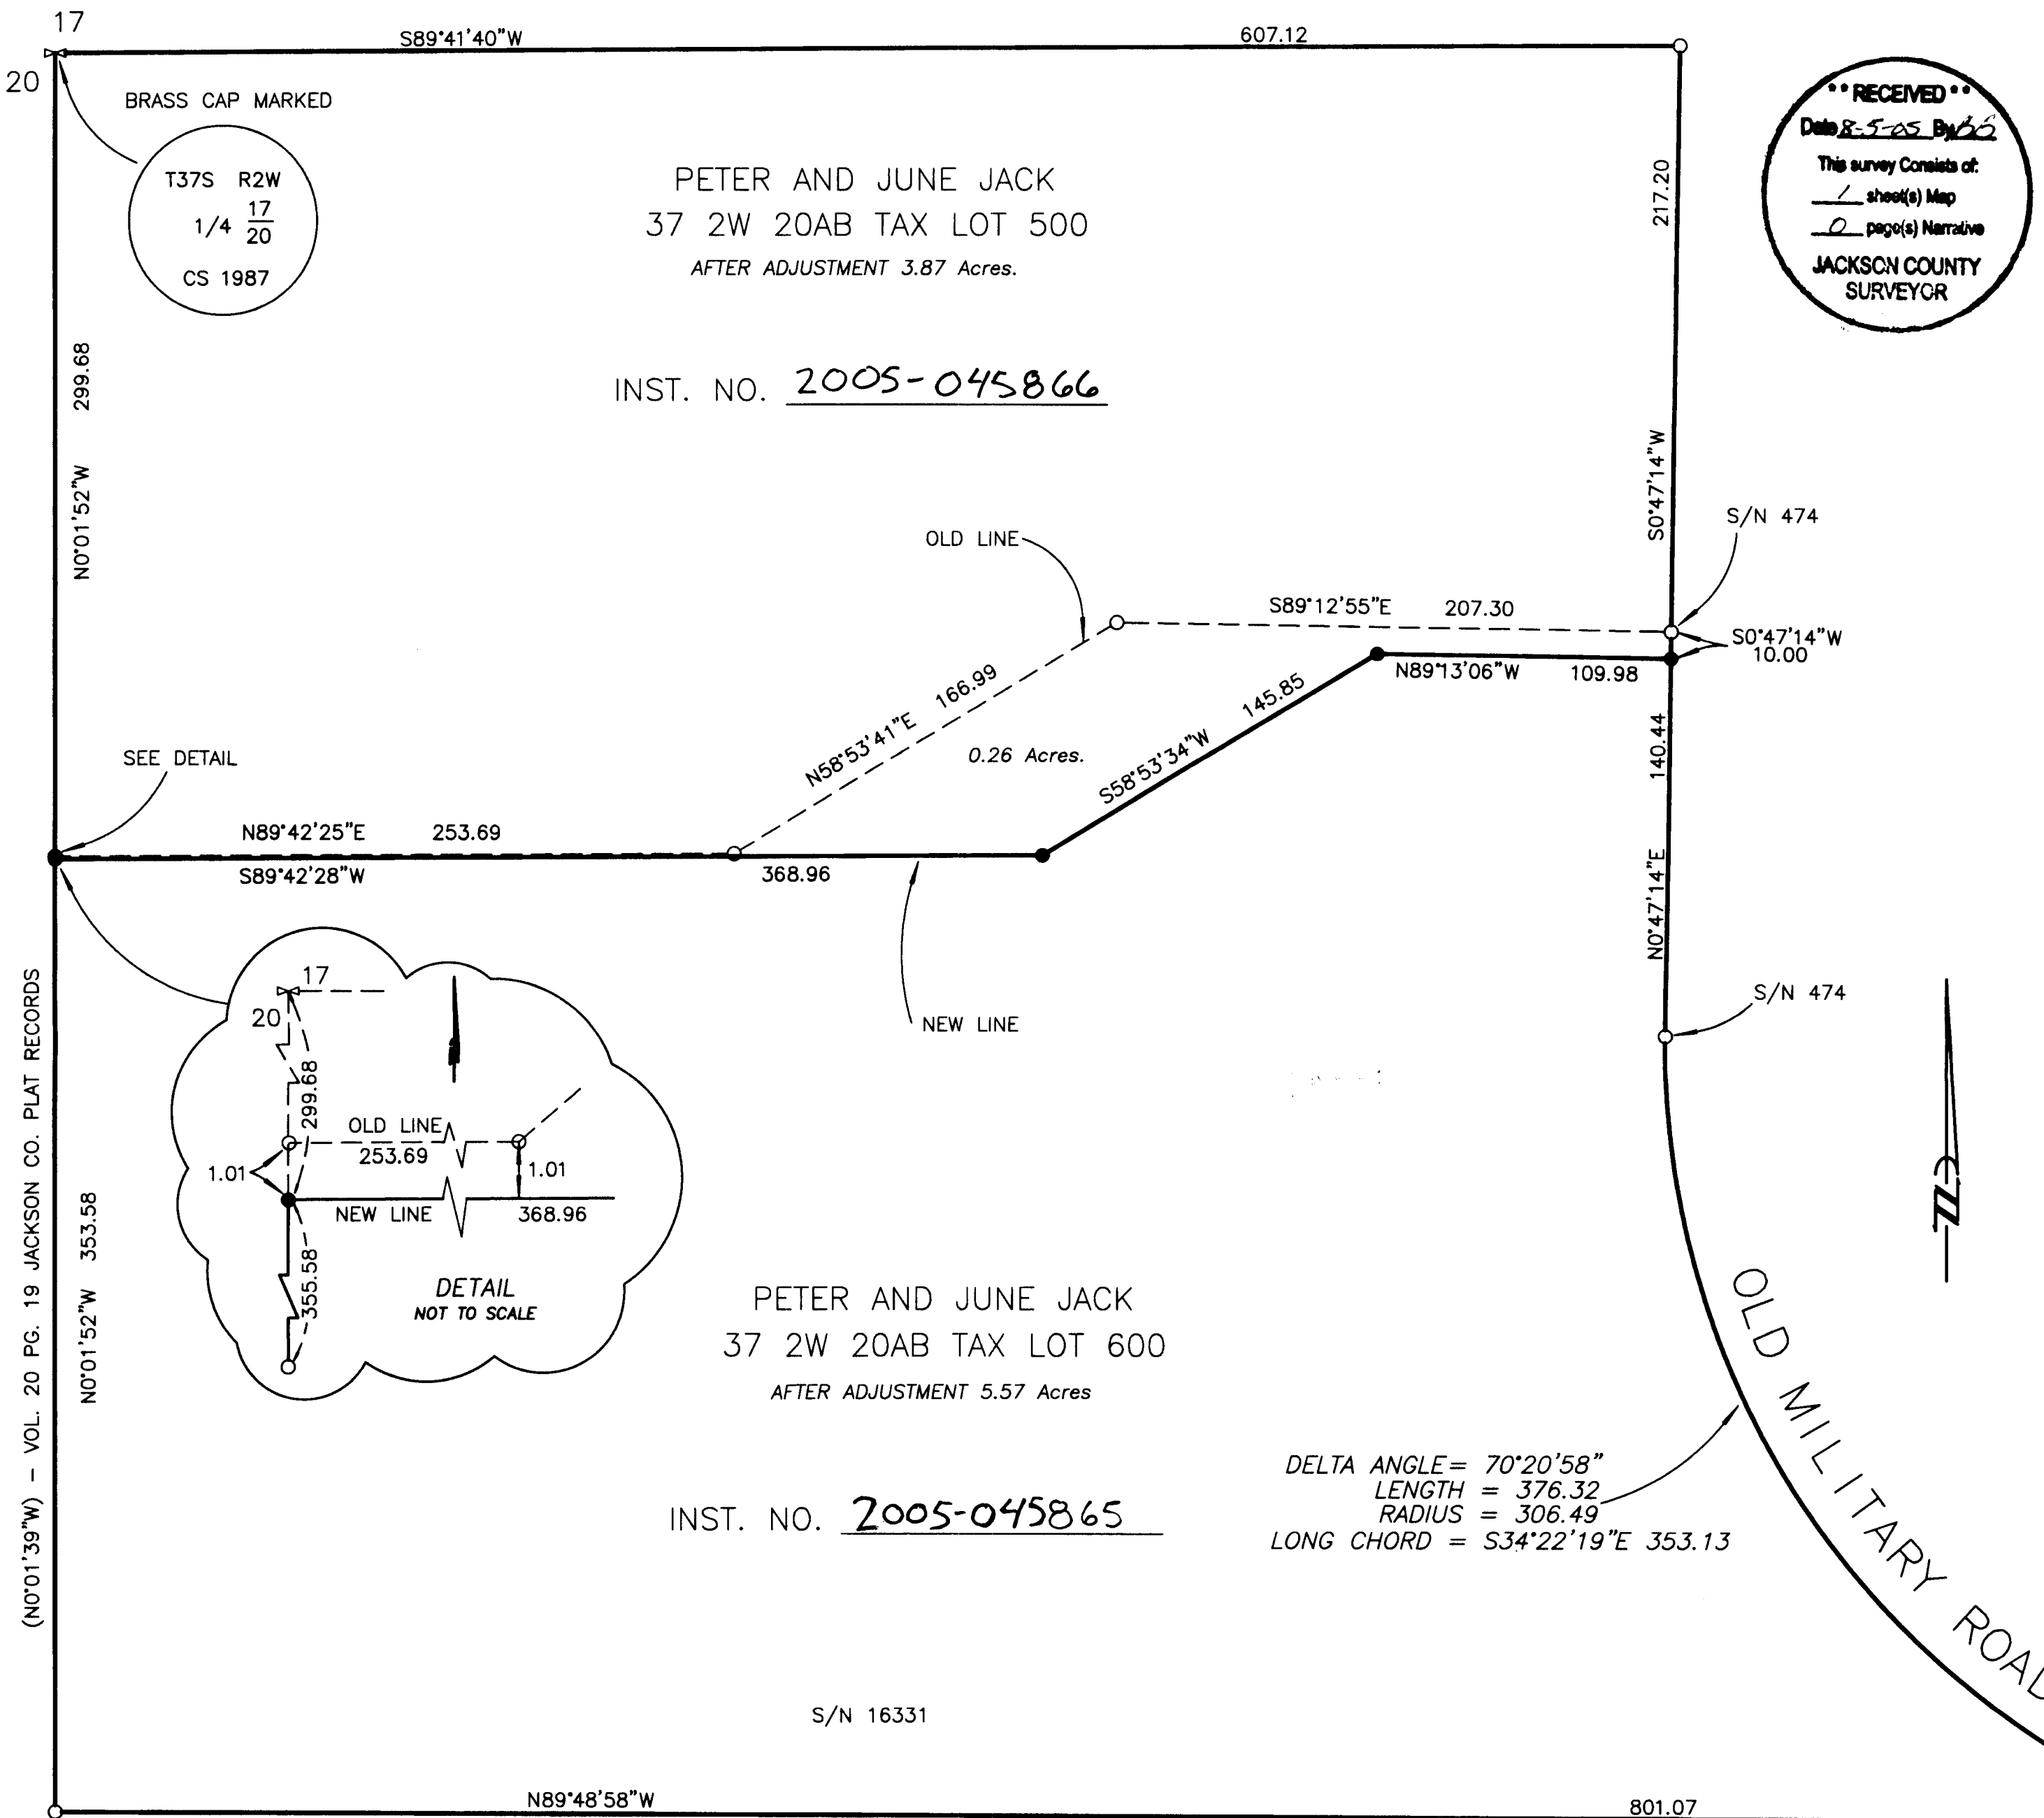 17
S89°41'40"W 607.12
20
BRASS CAP MARKED
T37S R2W
1/4 17/20
CS 1987
PETER AND JUNE JACK
37 2W 20AB TAX LOT 500
AFTER ADJUSTMENT 3.87 Acres.
INST. NO. 2005-045866
** RECEIVED **
Date 8-5-05 By
This survey Consists of:
1 sheet(s) Map
0 page(s) Narrative
JACKSON COUNTY
SURVEYOR
217.20
S0°47'14"W
299.68
N0°01'52"W
S/N 474
OLD LINE
S89°12'55"E 207.30
S0°47'14"W
10.00
N89°13'06"W 109.98
N58°53'41"E 166.99
0.26 Acres.
S58°53'34"W 145.85
140.44
N0°47'14"E
SEE DETAIL
N89°42'25"E 253.69
S89°42'28"W 368.96
NEW LINE
S/N 474
17
20
299.68
OLD LINE
253.69
1.01
1.01
NEW LINE 368.96
355.58
DETAIL
NOT TO SCALE
(N0°01'39"W) - VOL. 20 PG. 19 JACKSON CO. PLAT RECORDS
N0°01'52"W 353.58
PETER AND JUNE JACK
37 2W 20AB TAX LOT 600
AFTER ADJUSTMENT 5.57 Acres
INST. NO. 2005-045865
DELTA ANGLE= 70°20'58"
LENGTH = 376.32
RADIUS = 306.49
LONG CHORD = S34°22'19"E 353.13
OLD MILITARY ROAD
S/N 16331
N89°48'58"W 801.07